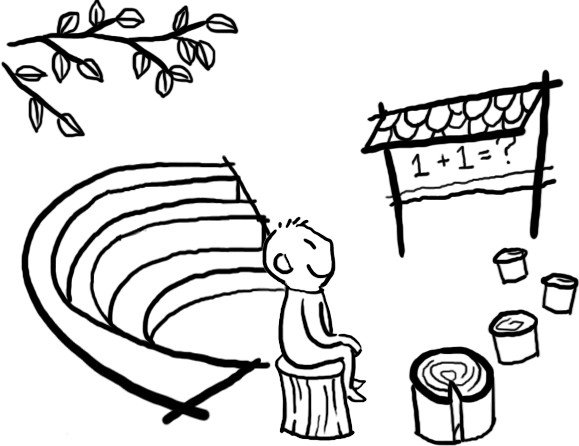 1 + 1 = ?